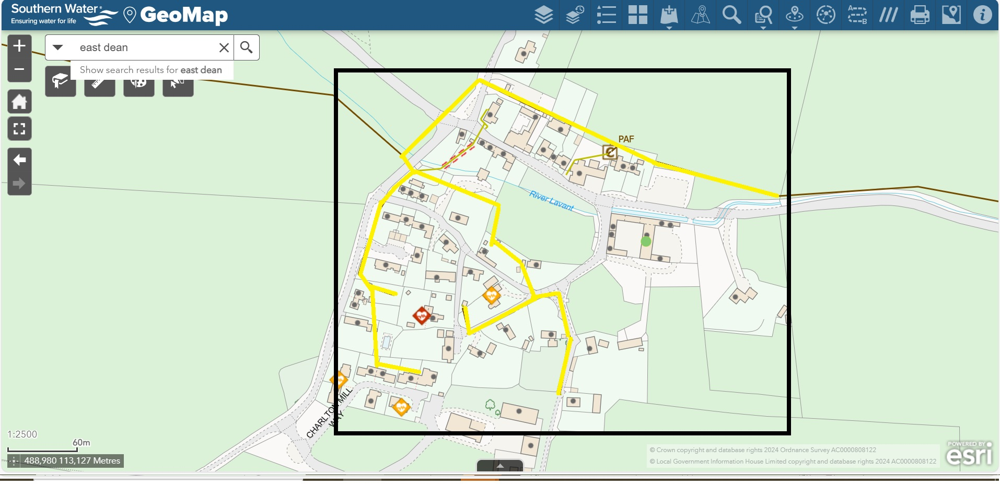 Southern Water
Ensuring water for life
GeoMap
A
B
east dean
Show search results for east dean
PAF
C
River Lavant
CHARLTON MILL
WAY
1:2500
60m
488,980 113,127 Metres
© Crown copyright and database rights 2024 Ordnance Survey AC0000808122
© Local Government Information House Limited copyright and database rights 2024 AC0000808122
POWERED BY
esri